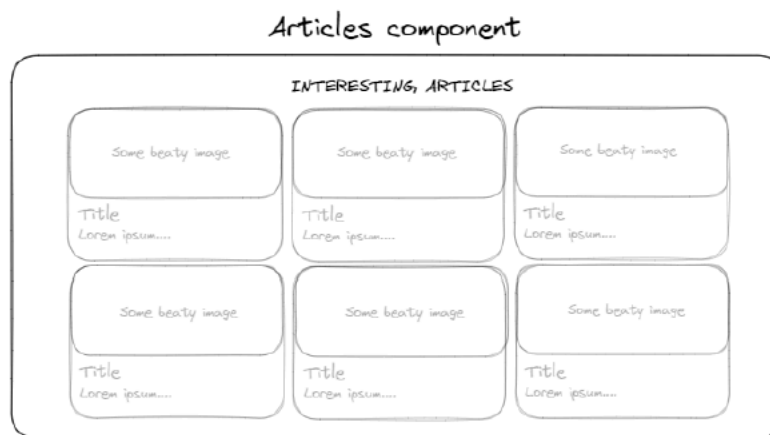 Articles component
INTERESTING, ARTICLES
Some beaty image
Some beaty image
Some beaty image
Title
Lorem ipsum....
Title
Lorem ipsum....
Title
Lorem ipsum....
Some beaty image
Some beaty image
Some beaty image
Title
Lorem ipsum....
Title
Lorem ipsum....
Title
Lorem ipsum....